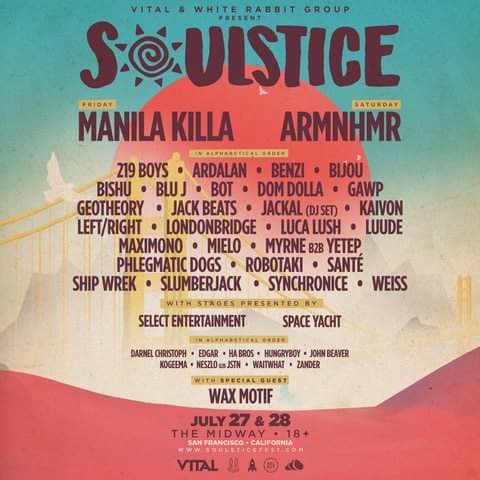 VITAL & WHITE RABBIT GROUP
PRESENT
SOULSTICE
FRIDAY SATURDAY
MANILA KILLA ARMNHMR
IN ALPHABETICAL ORDER
219 BOYS • ARDALAN • BENZI • BIJOU
BISHU • BLU J • BOT • DOM DOLLA • GAWP
GEOTHEORY • JACK BEATS • JACKAL (DJ SET) • KAIVON
LEFT/RIGHT • LONDONBRIDGE • LUCA LUSH • LUUDE
MAXIMONO • MIELO • MYRNE B2B YETEP
PHLEGMATIC DOGS • ROBOTAKI • SANTÉ
SHIP WREK • SLUMBERJACK • SYNCHRONICE • WEISS
WITH STAGES PRESENTED BY
SELECT ENTERTAINMENT SPACE YACHT
IN ALPHABETICAL ORDER
DARNEL CHRISTOPH • EDGAR • HA BROS • HUNGRYBOY • JOHN BEAVER
KOGEEMA • NESZLO B2B JSTN • WAITWHAT • ZANDER
WITH SPECIAL GUEST
WAX MOTIF
JULY 27 & 28
THE MIDWAY • 18+
SAN FRANCISCO • CALIFORNIA
WWW.SOULSTICEFEST.COM
VITAL